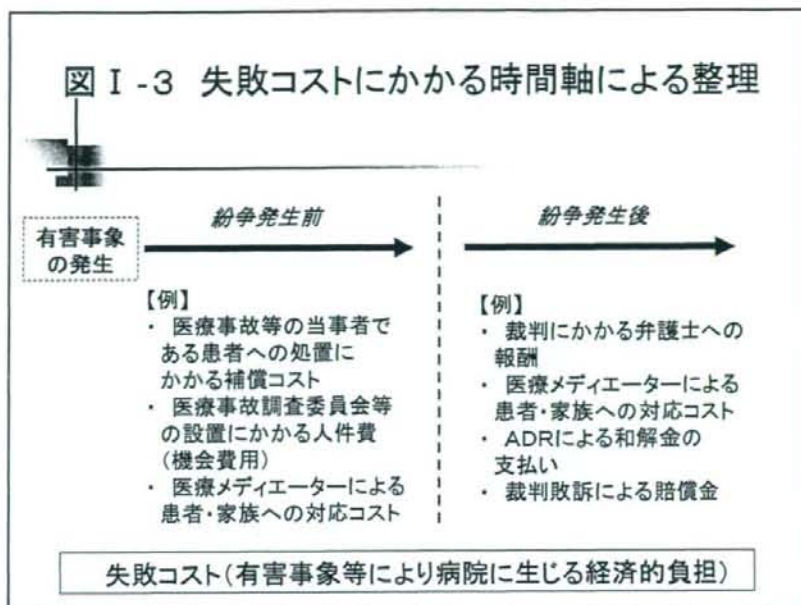 図Ⅰ-3 失敗コストにかかる時間軸による整理
有害事象
の発生
紛争発生前
【例】
・ 医療事故等の当事者で
ある患者への処置に
かかる補償コスト
・ 医療事故調査委員会等
の設置にかかる人件費
(機会費用)
・ 医療メディエーターによる
患者・家族への対応コスト
紛争発生後
【例】
・ 裁判にかかる弁護士への
報酬
・ 医療メディエーターによる
患者・家族への対応コスト
・ ADRによる和解金の
支払い
・ 裁判敗訴による賠償金
失敗コスト(有害事象等により病院に生じる経済的負担)